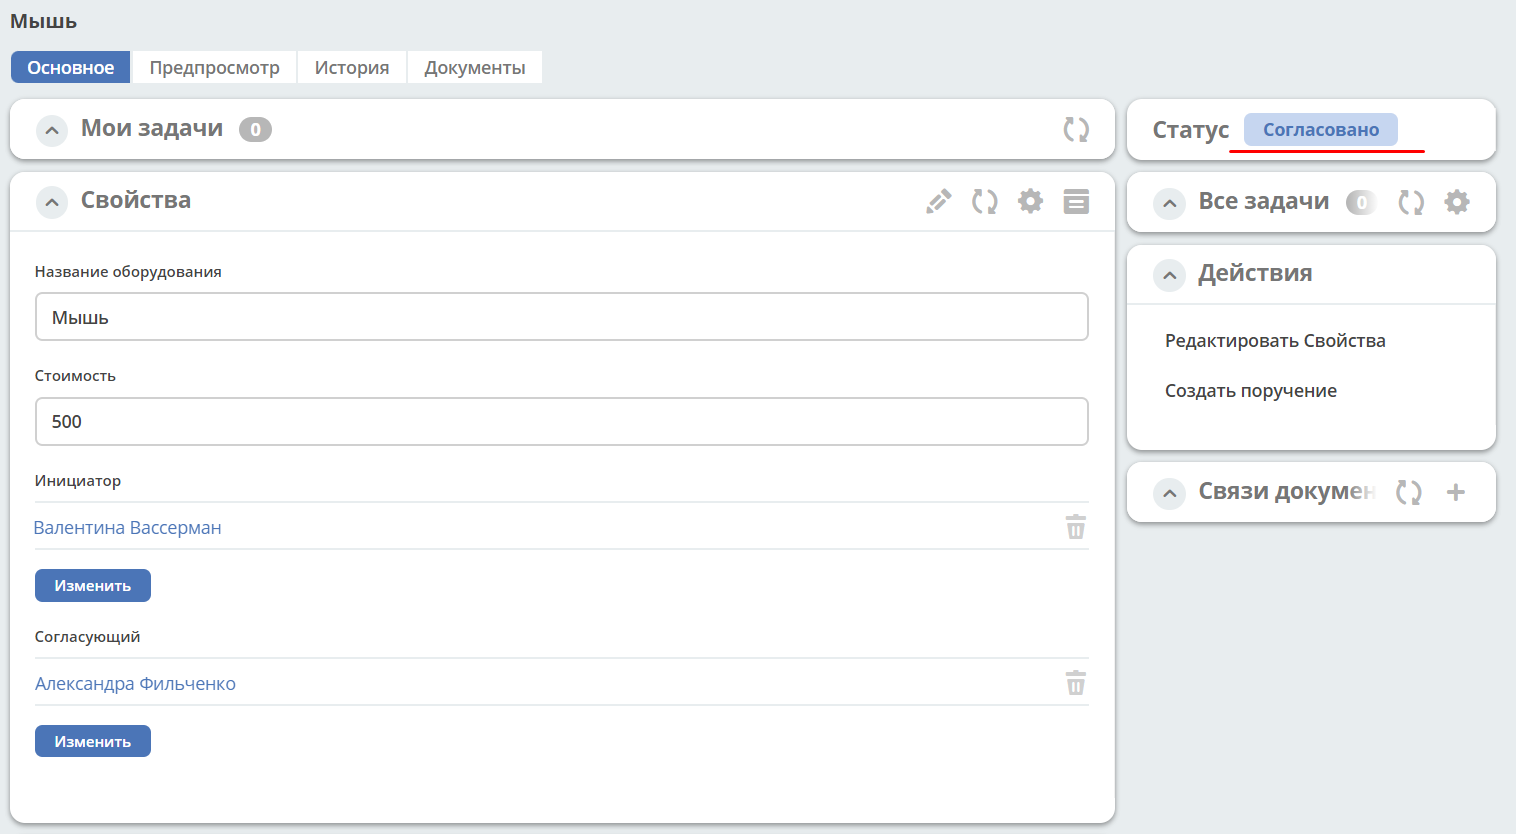 Мышь
Основное Предпросмотр История Документы
Мои задачи 0
Свойства
Название оборудования
Мышь
Стоимость
500
Инициатор
Валентина Вассерман
Изменить
Согласующий
Александра Фильченко
Изменить
Статус Согласовано
Все задачи 0
Действия
Редактировать Свойства
Создать поручение
Связи докумен